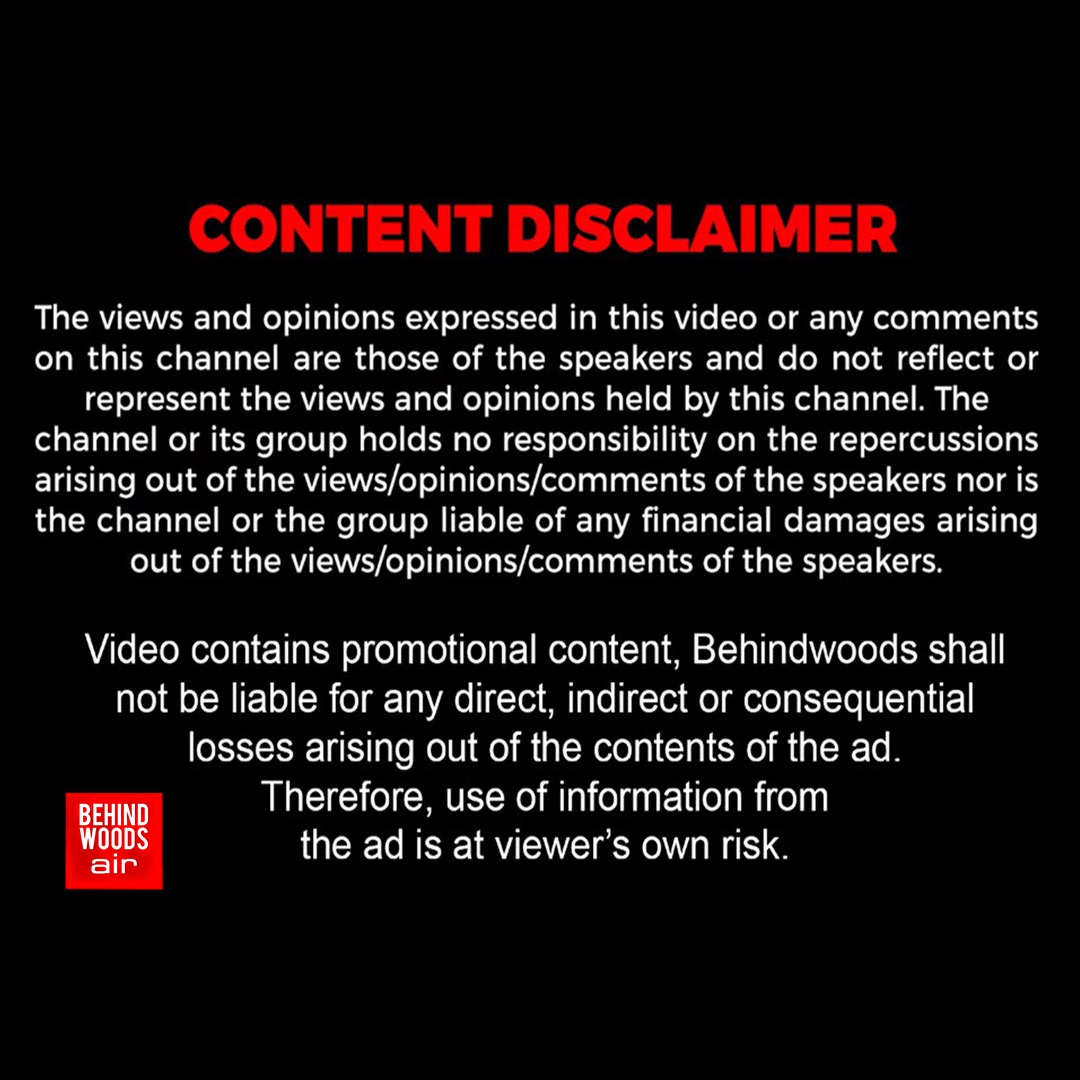 CONTENT DISCLAIMER
The views and opinions expressed in this video or any comments
on this channel are those of the speakers and do not reflect or
represent the views and opinions held by this channel. The
channel or its group holds no responsibility on the repercussions
arising out of the views/opinions/comments of the speakers nor is
the channel or the group liable of any financial damages arising
out of the views/opinions/comments of the speakers.
Video contains promotional content, Behindwoods shall
not be liable for any direct, indirect or consequential
losses arising out of the contents of the ad.
Therefore, use of information from
the ad is at viewer’s own risk.
BEHIND
WOODS
air